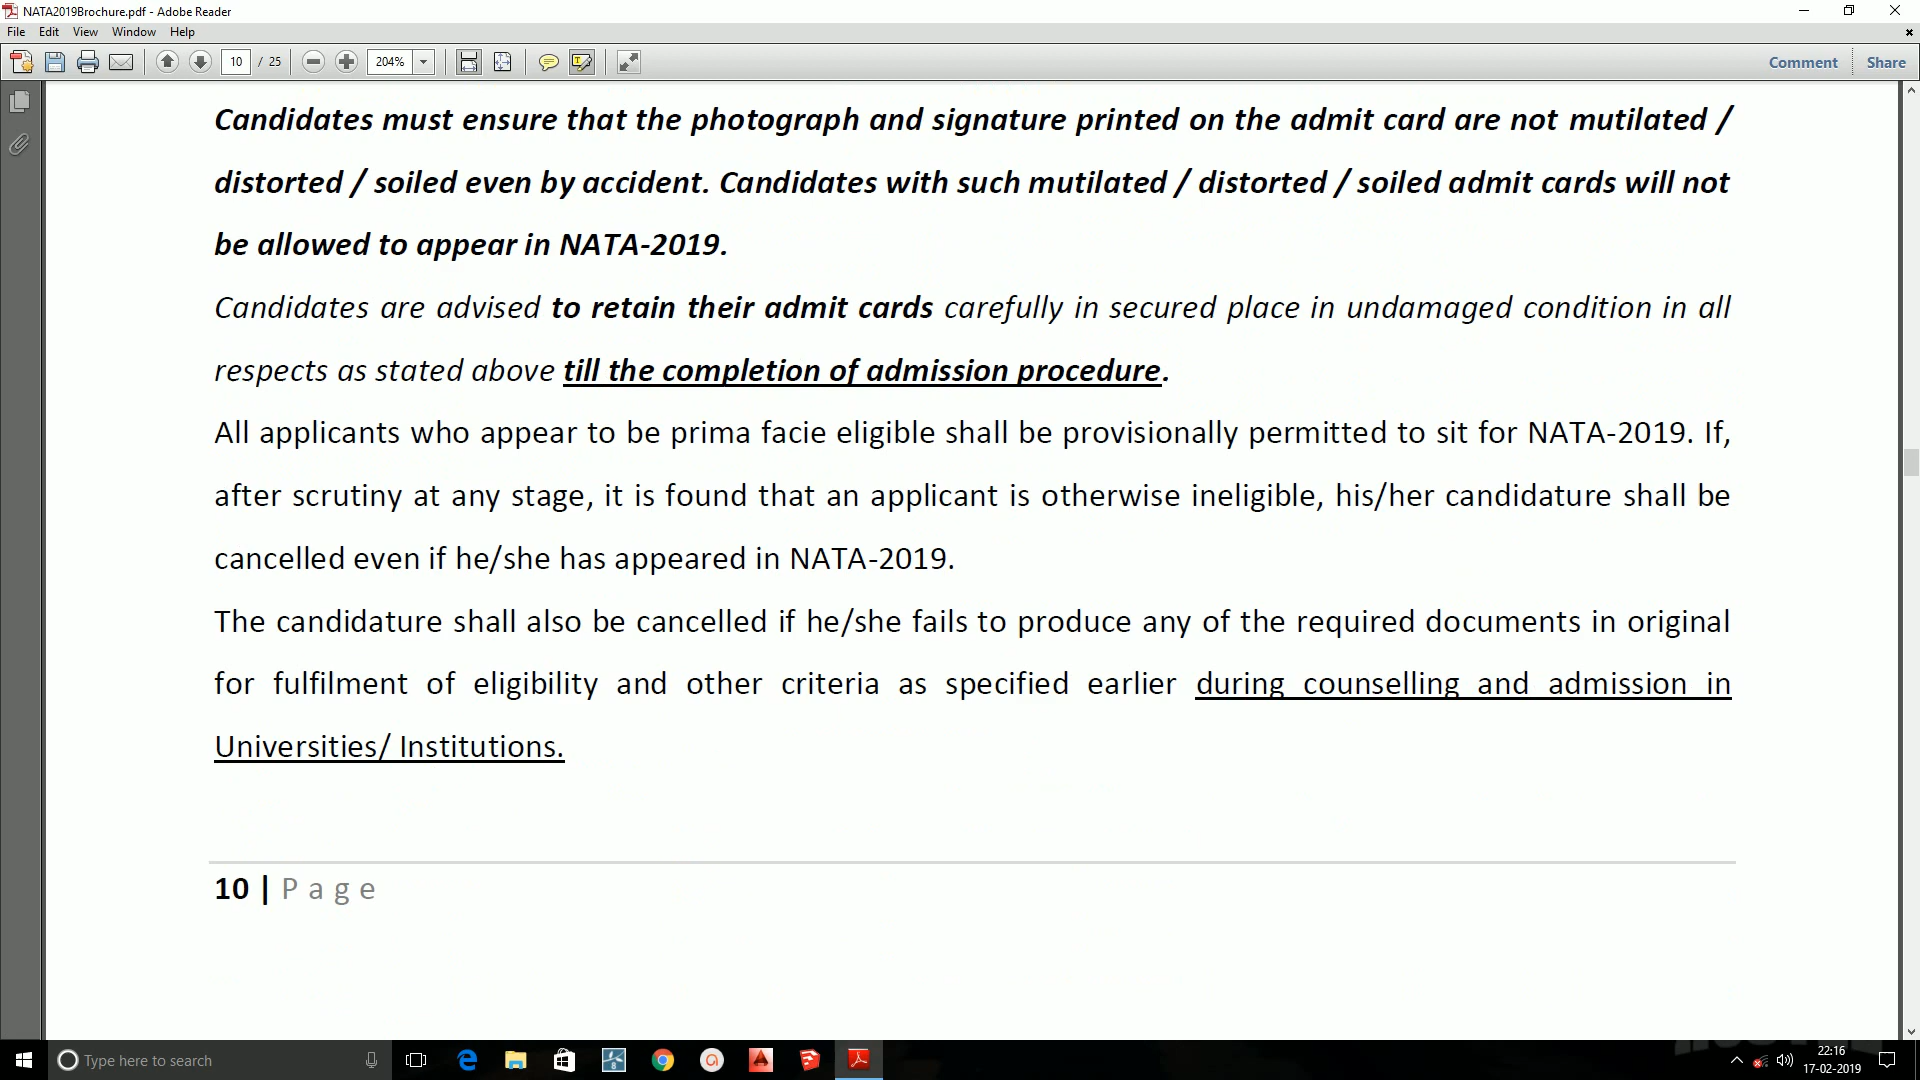 NATA2019Brochure.pdf - Adobe Reader
File Edit View Window Help
10 / 25 204% Comment Share
Candidates must ensure that the photograph and signature printed on the admit card are not mutilated /
distorted / soiled even by accident. Candidates with such mutilated / distorted / soiled admit cards will not
be allowed to appear in NATA-2019.
Candidates are advised to retain their admit cards carefully in secured place in undamaged condition in all
respects as stated above till the completion of admission procedure.
All applicants who appear to be prima facie eligible shall be provisionally permitted to sit for NATA-2019. If,
after scrutiny at any stage, it is found that an applicant is otherwise ineligible, his/her candidature shall be
cancelled even if he/she has appeared in NATA-2019.
The candidature shall also be cancelled if he/she fails to produce any of the required documents in original
for fulfilment of eligibility and other criteria as specified earlier during counselling and admission in
Universities/ Institutions.
10 | Page
Type here to search
22:16
17-02-2019